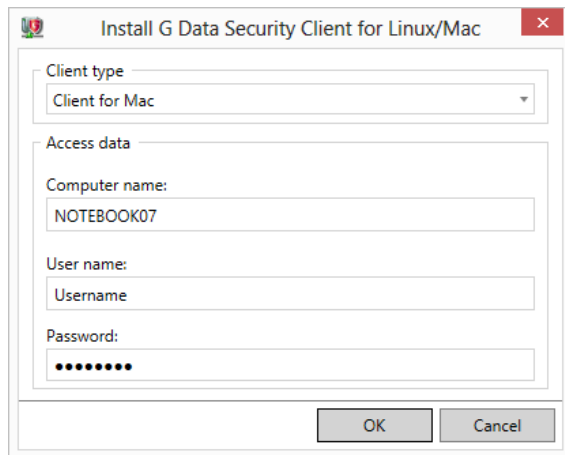 Install G Data Security Client for Linux/Mac
Client type
Client for Mac
Access data
Computer name:
NOTEBOOK07
User name:
Username
Password:
●●●●●●●●
OK
Cancel